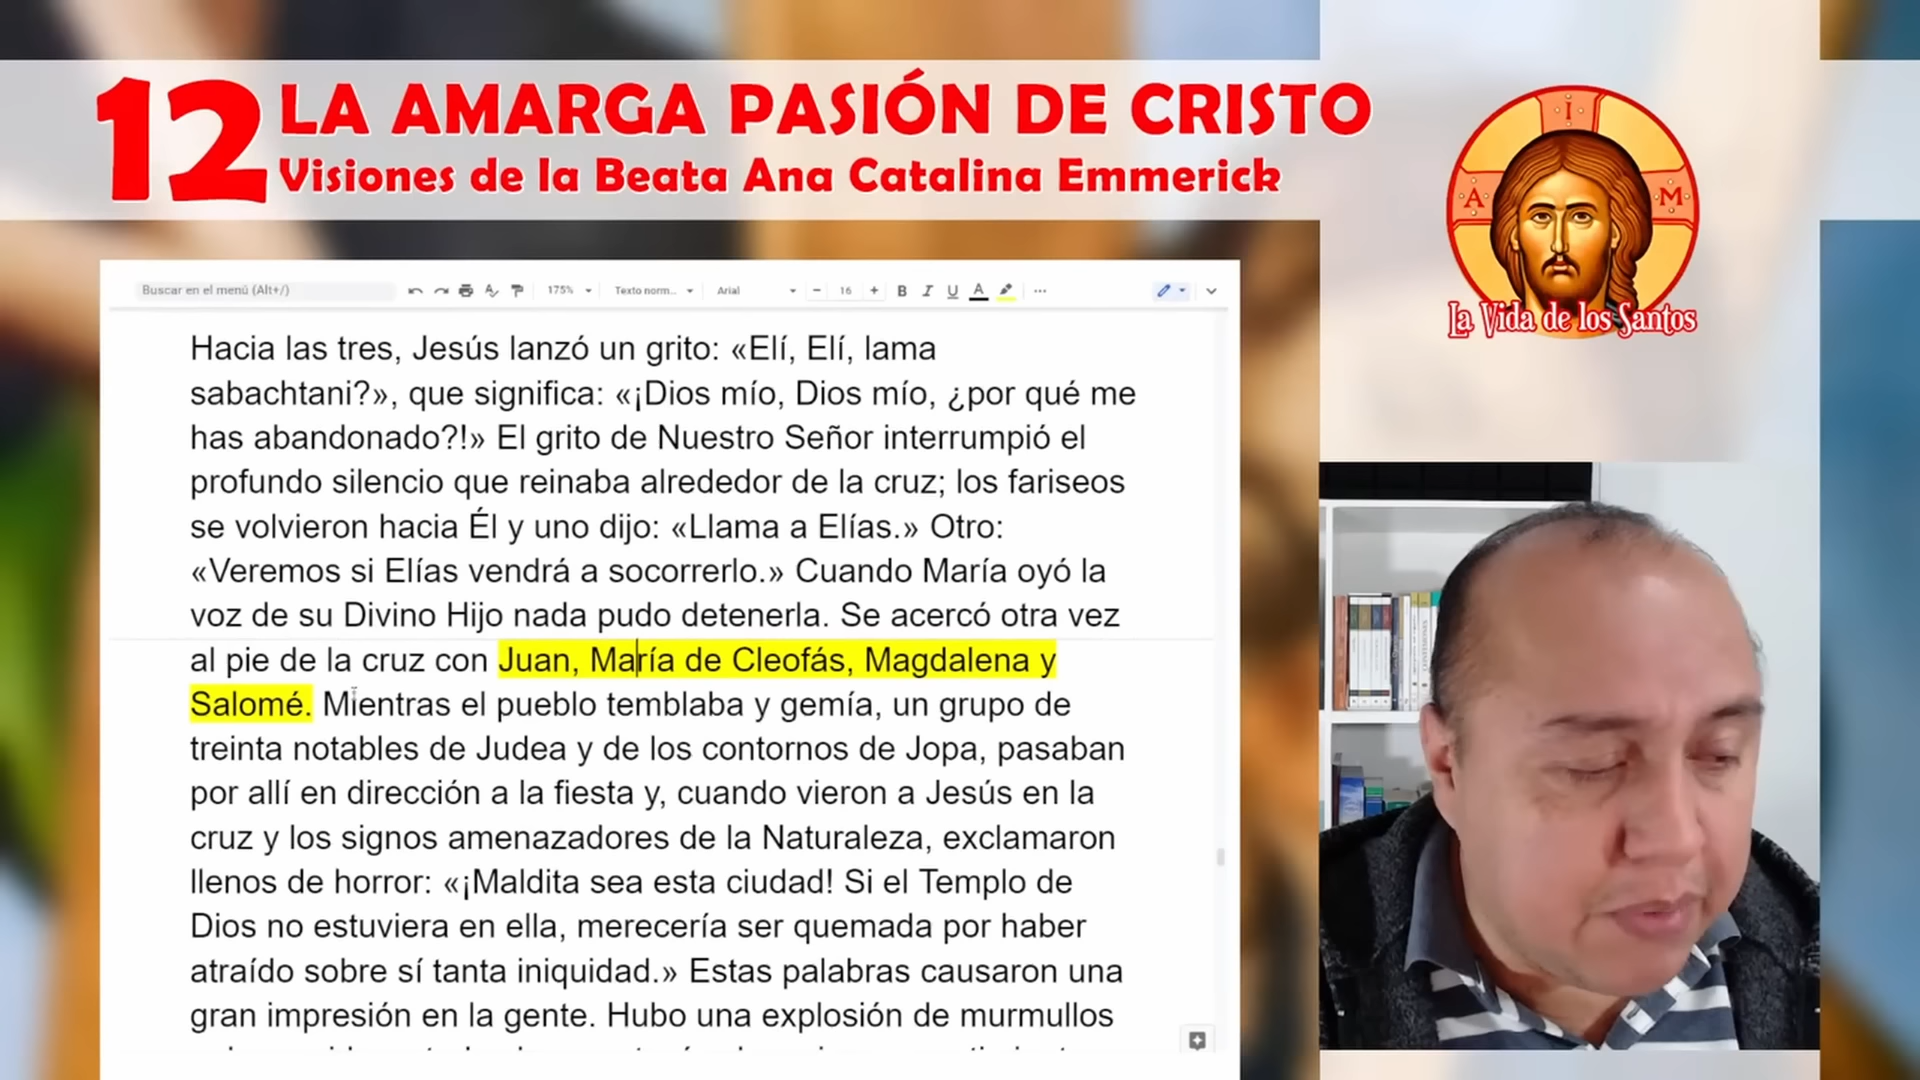 12
LA AMARGA PASIÓN DE CRISTO
Visiones de la Beata Ana Catalina Emmerick
I
A
M
La Vida de los Santos
Buscar en el menú (Alt+/)
175%
Texto norm...
Arial
16
B
I
U
A
Hacia las tres, Jesús lanzó un grito: «Elí, Elí, lama
sabachtani?», que significa: «¡Dios mío, Dios mío, ¿por qué me
has abandonado?!» El grito de Nuestro Señor interrumpió el
profundo silencio que reinaba alrededor de la cruz; los fariseos
se volvieron hacia Él y uno dijo: «Llama a Elías.» Otro:
«Veremos si Elías vendrá a socorrerlo.» Cuando María oyó la
voz de su Divino Hijo nada pudo detenerla. Se acercó otra vez
al pie de la cruz con Juan, María de Cleofás, Magdalena y
Salomé. Mientras el pueblo temblaba y gemía, un grupo de
treinta notables de Judea y de los contornos de Jopa, pasaban
por allí en dirección a la fiesta y, cuando vieron a Jesús en la
cruz y los signos amenazadores de la Naturaleza, exclamaron
llenos de horror: «¡Maldita sea esta ciudad! Si el Templo de
Dios no estuviera en ella, merecería ser quemada por haber
atraído sobre sí tanta iniquidad.» Estas palabras causaron una
gran impresión en la gente. Hubo una explosión de murmullos